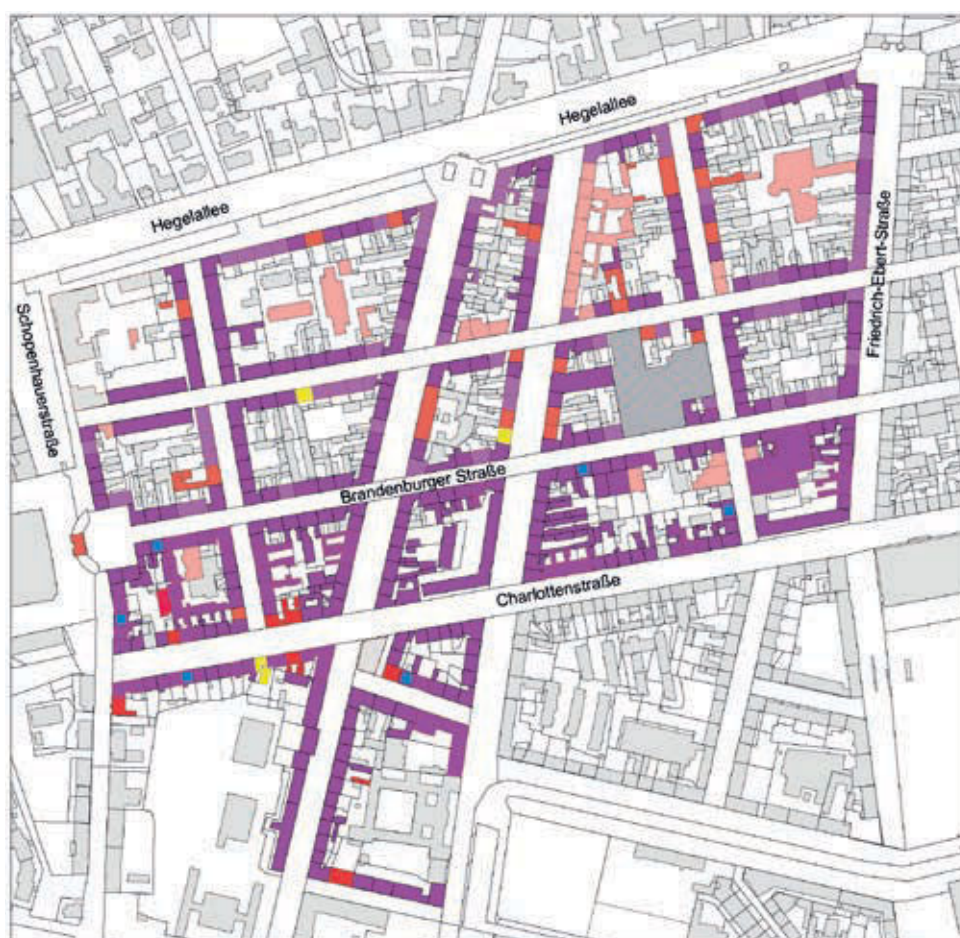 Hegelallee
Hegelallee
Schopenhauerstraße
Friedrich-Ebert-Straße
Brandenburger Straße
Charlottenstraße